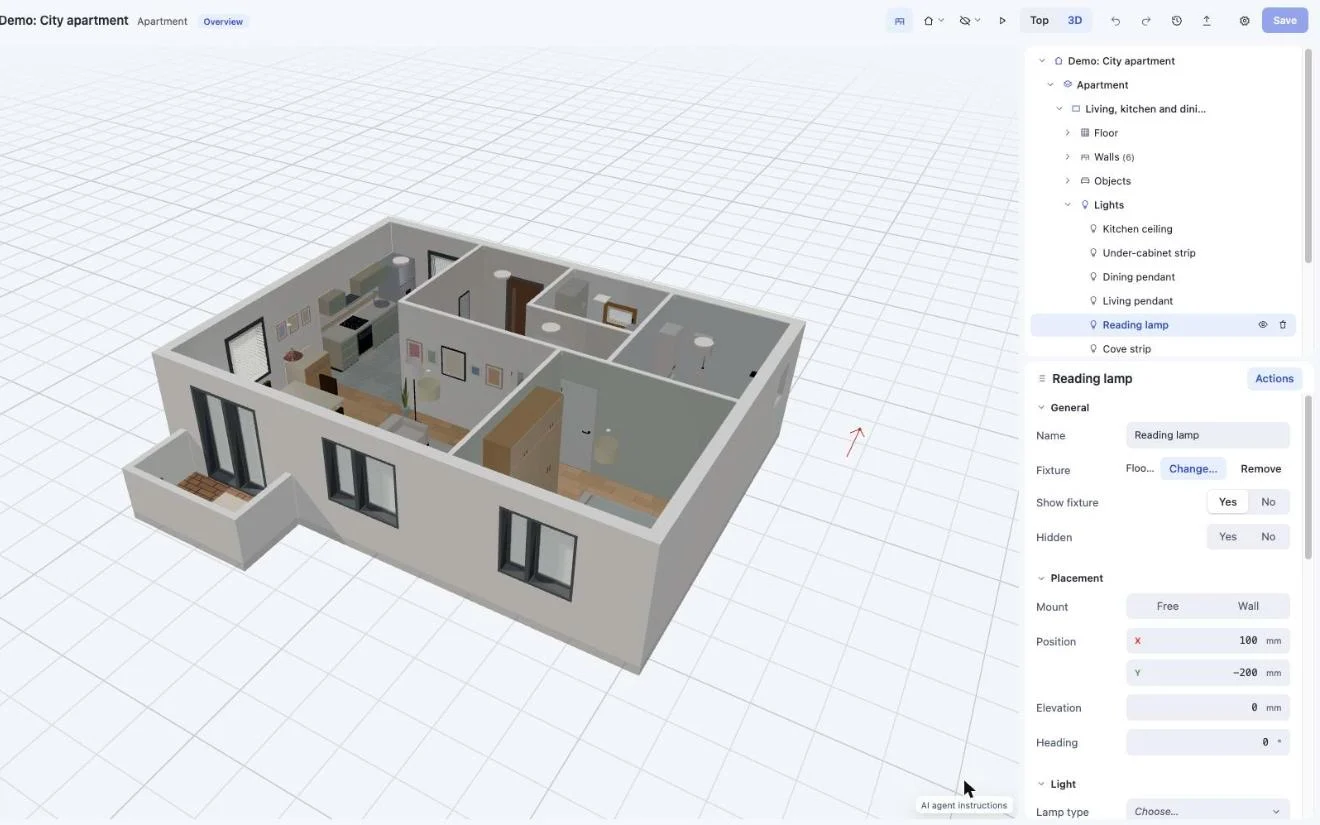 Demo: City apartment Apartment Overview
Top 3D Save
Demo: City apartment
Apartment
Living, kitchen and dini...
Floor
Walls (6)
Objects
Lights
Kitchen ceiling
Under-cabinet strip
Dining pendant
Living pendant
Reading lamp
Cove strip
Reading lamp Actions
General
Name Reading lamp
Fixture Floo... Change... Remove
Show fixture Yes No
Hidden Yes No
Placement
Mount Free Wall
Position X 100 mm
Y −200 mm
Elevation 0 mm
Heading 0 °
Light
Lamp type Choose...
AI agent instructions